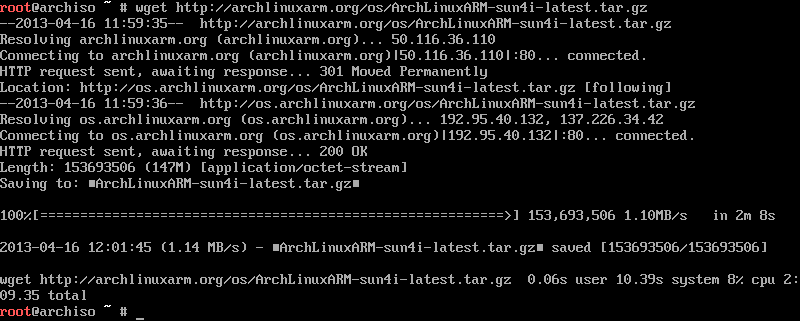 root@archiso ~ # wget http://archlinuxarm.org/os/ArchLinuxARM-sun4i-latest.tar.gz
--2013-04-16 11:59:35--  http://archlinuxarm.org/os/ArchLinuxARM-sun4i-latest.tar.gz
Resolving archlinuxarm.org (archlinuxarm.org)... 50.116.36.110
Connecting to archlinuxarm.org (archlinuxarm.org)|50.116.36.110|:80... connected.
HTTP request sent, awaiting response... 301 Moved Permanently
Location: http://os.archlinuxarm.org/os/ArchLinuxARM-sun4i-latest.tar.gz [following]
--2013-04-16 11:59:36--  http://os.archlinuxarm.org/os/ArchLinuxARM-sun4i-latest.tar.gz
Resolving os.archlinuxarm.org (os.archlinuxarm.org)... 192.95.40.132, 137.226.34.42
Connecting to os.archlinuxarm.org (os.archlinuxarm.org)|192.95.40.132|:80... connected.
HTTP request sent, awaiting response... 200 OK
Length: 153693506 (147M) [application/octet-stream]
Saving to: ■ArchLinuxARM-sun4i-latest.tar.gz■
100%[==========================================================>] 153,693,506 1.10MB/s   in 2m 8s
2013-04-16 12:01:45 (1.14 MB/s) - ■ArchLinuxARM-sun4i-latest.tar.gz■ saved [153693506/153693506]
wget http://archlinuxarm.org/os/ArchLinuxARM-sun4i-latest.tar.gz  0.06s user 10.39s system 8% cpu 2:
09.35 total
root@archiso ~ # _